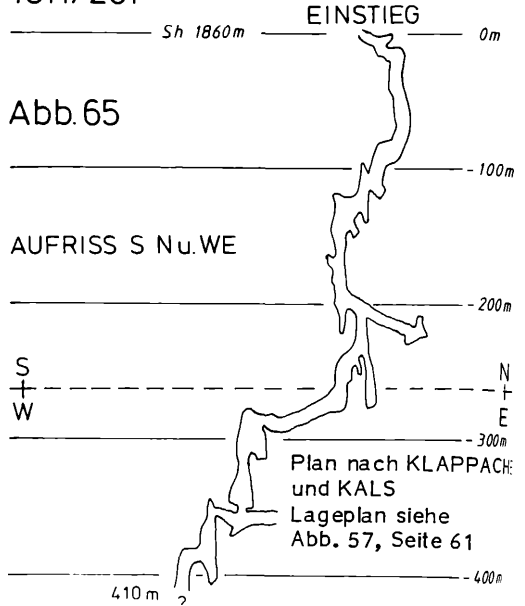 EINSTIEG
Sh 1860m
0m
Abb. 65
-100m
AUFRISS S N u. WE
-200m
S
N
W
E
-300m
Plan nach KLAPPACHE
und KALS
Lageplan siehe
Abb. 57, Seite 61
-400m
410 m ?